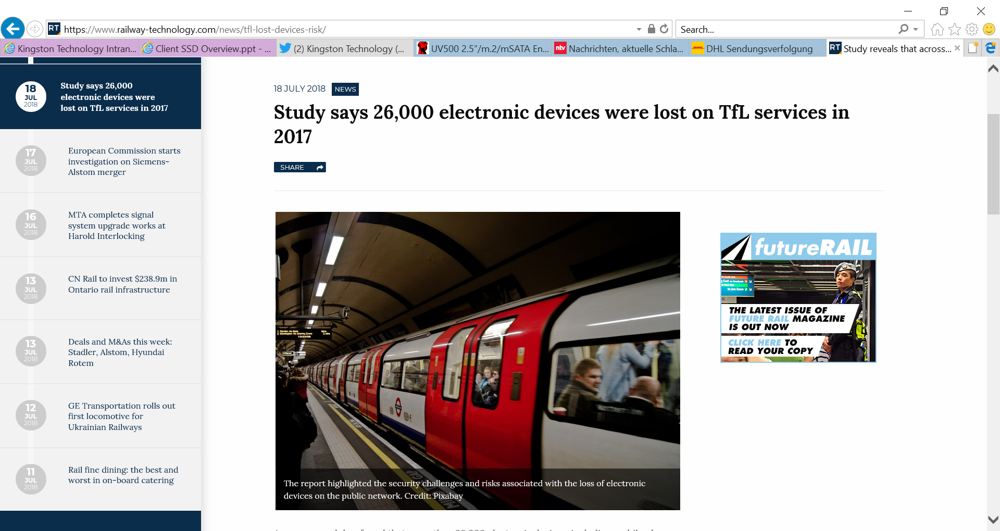 https://www.railway-technology.com/news/tfl-lost-devices-risk/
Search...
Kingston Technology Intran...
Client SSD Overview.ppt - ...
(2) Kingston Technology (...
UV500 2.5"/m.2/mSATA En...
ntv Nachrichten, aktuelle Schla...
DHL Sendungsverfolgung
RT Study reveals that across...
18
JUL
2018
Study says 26,000
electronic devices were
lost on TfL services in 2017
17
JUL
2018
European Commission starts
investigation on Siemens-
Alstom merger
16
JUL
2018
MTA completes signal
system upgrade works at
Harold Interlocking
13
JUL
2018
CN Rail to invest $238.9m in
Ontario rail infrastructure
13
JUL
2018
Deals and M&As this week:
Stadler, Alstom, Hyundai
Rotem
12
JUL
2018
GE Transportation rolls out
first locomotive for
Ukrainian Railways
11
JUL
2018
Rail fine dining: the best and
worst in on-board catering
18 JULY 2018 NEWS
Study says 26,000 electronic devices were lost on TfL services in
2017
SHARE
The report highlighted the security challenges and risks associated with the loss of electronic
devices on the public network. Credit: Pixabay
futureRAIL
THE LATEST ISSUE OF
FUTURE RAIL MAGAZINE
IS OUT NOW
CLICK HERE TO
READ YOUR COPY